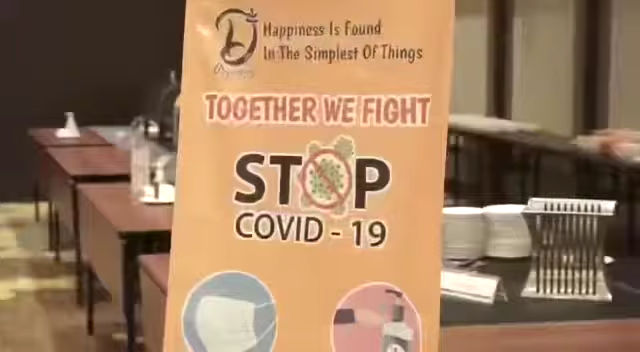 Happiness Is Found
In The Simplest Of Things
TOGETHER WE FIGHT
STOP
COVID - 19